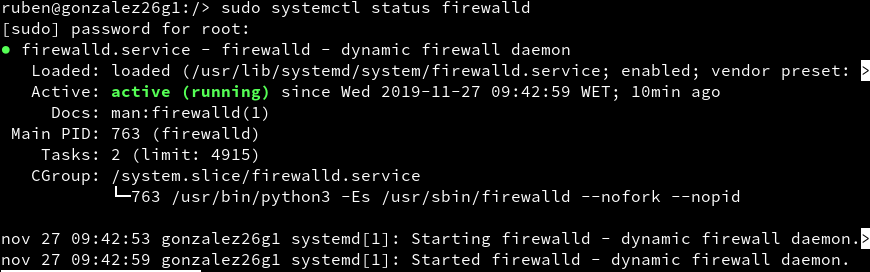 ruben@gonzalez26g1:/> sudo systemctl status firewalld
[sudo] password for root:
● firewalld.service - firewalld - dynamic firewall daemon
   Loaded: loaded (/usr/lib/systemd/system/firewalld.service; enabled; vendor preset: >
   Active: active (running) since Wed 2019-11-27 09:42:59 WET; 10min ago
     Docs: man:firewalld(1)
 Main PID: 763 (firewalld)
    Tasks: 2 (limit: 4915)
   CGroup: /system.slice/firewalld.service
           └─763 /usr/bin/python3 -Es /usr/sbin/firewalld --nofork --nopid
nov 27 09:42:53 gonzalez26g1 systemd[1]: Starting firewalld - dynamic firewall daemon.>
nov 27 09:42:59 gonzalez26g1 systemd[1]: Started firewalld - dynamic firewall daemon.